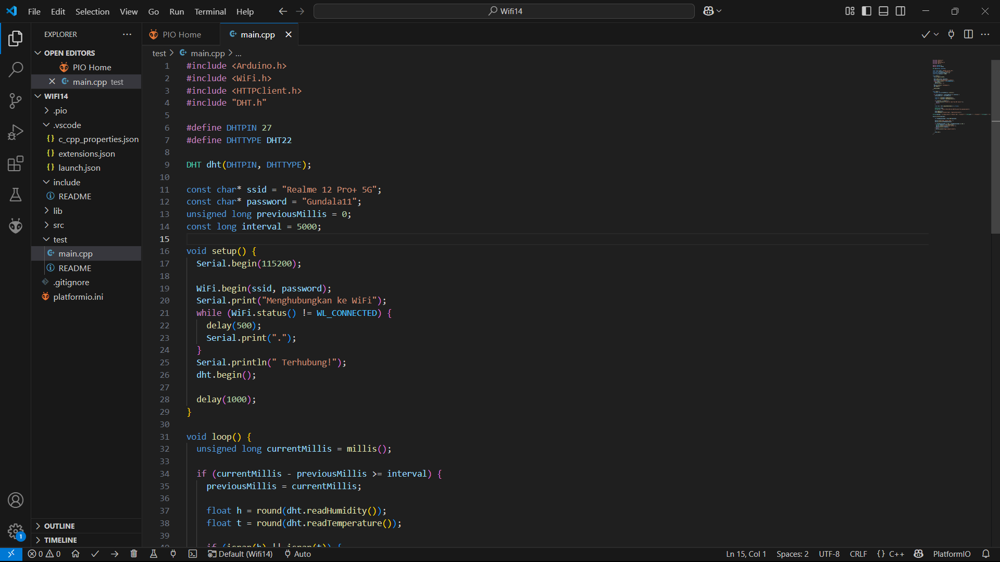 File Edit Selection View Go Run Terminal Help
Wifi14
EXPLORER
OPEN EDITORS
PIO Home
main.cpp test
WIFI14
.pio
.vscode
c_cpp_properties.json
extensions.json
launch.json
include
README
lib
src
test
main.cpp
README
.gitignore
platformio.ini
OUTLINE
TIMELINE
PIO Home
main.cpp
test > main.cpp > ...
1 #include <Arduino.h>
2 #include <WiFi.h>
3 #include <HTTPClient.h>
4 #include "DHT.h"
5
6 #define DHTPIN 27
7 #define DHTTYPE DHT22
8
9 DHT dht(DHTPIN, DHTTYPE);
10
11 const char* ssid = "Realme 12 Pro+ 5G";
12 const char* password = "Gundala11";
13 unsigned long previousMillis = 0;
14 const long interval = 5000;
15
16 void setup() {
17   Serial.begin(115200);
18
19   WiFi.begin(ssid, password);
20   Serial.print("Menghubungkan ke WiFi");
21   while (WiFi.status() != WL_CONNECTED) {
22     delay(500);
23     Serial.print(".");
24   }
25   Serial.println(" Terhubung!");
26   dht.begin();
27
28   delay(1000);
29 }
30
31 void loop() {
32   unsigned long currentMillis = millis();
33
34   if (currentMillis - previousMillis >= interval) {
35     previousMillis = currentMillis;
36
37     float h = round(dht.readHumidity());
38     float t = round(dht.readTemperature());
39
40     if (isnan(h) || isnan(t)) {
1
0 0
Default (Wifi14)
Auto
Ln 15, Col 1 Spaces: 2 UTF-8 CRLF {} C++ PlatformIO